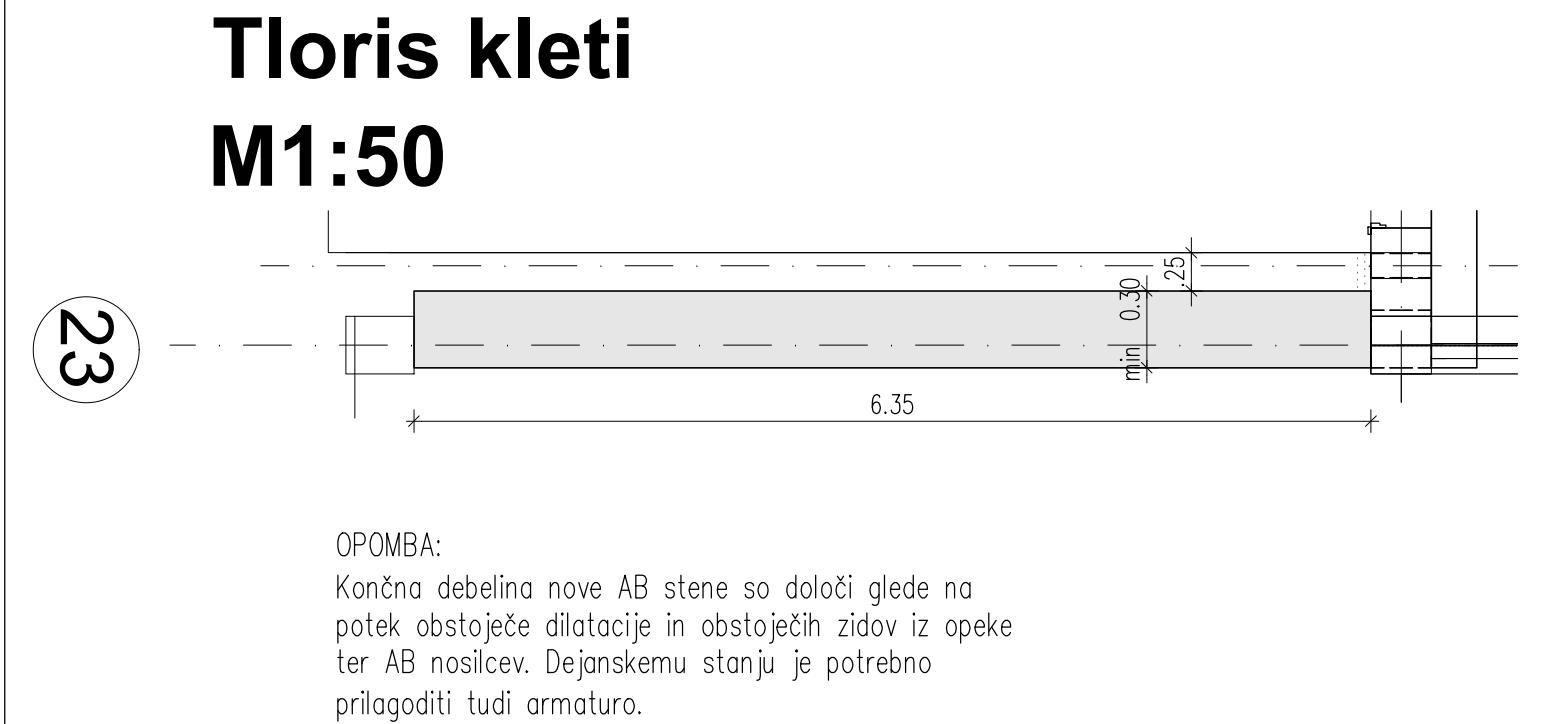 Tloris kleti
M1:50
.25
min 0.30
23
6.35
OPOMBA:
Končna debelina nove AB stene so določi glede na
potek obstoječe dilatacije in obstoječih zidov iz opeke
ter AB nosilcev. Dejanskemu stanju je potrebno
prilagoditi tudi armaturo.